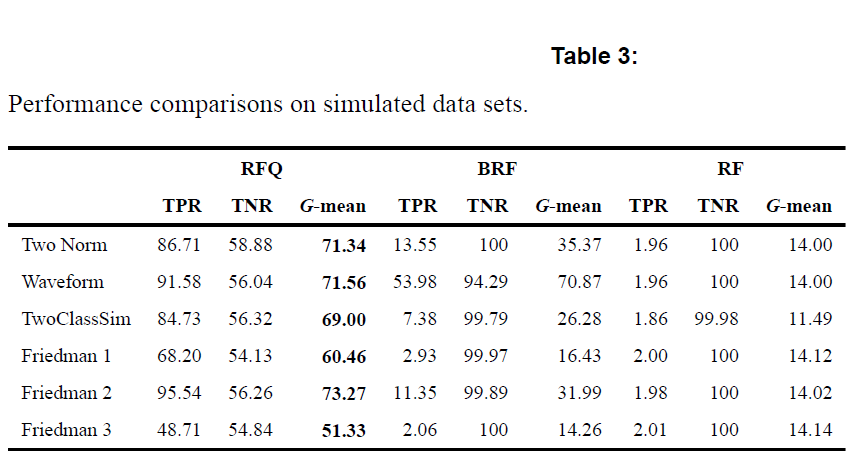 Table 3:
Performance comparisons on simulated data sets.
RFQ BRF RF
TPR TNR G-mean TPR TNR G-mean TPR TNR G-mean
Two Norm 86.71 58.88 71.34 13.55 100 35.37 1.96 100 14.00
Waveform 91.58 56.04 71.56 53.98 94.29 70.87 1.96 100 14.00
TwoClassSim 84.73 56.32 69.00 7.38 99.79 26.28 1.86 99.98 11.49
Friedman 1 68.20 54.13 60.46 2.93 99.97 16.43 2.00 100 14.12
Friedman 2 95.54 56.26 73.27 11.35 99.89 31.99 1.98 100 14.02
Friedman 3 48.71 54.84 51.33 2.06 100 14.26 2.01 100 14.14